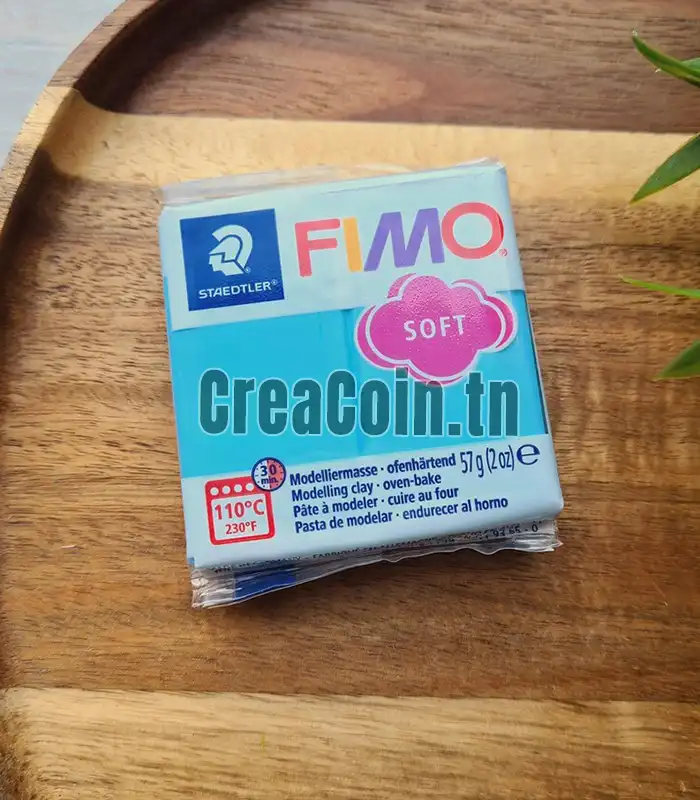 STAEDTLER®
FIMO®
SOFT
CreaCoin.tn
30
min.
110°C
230°F
57 g (2 oz) e
Modelliermasse · ofenhärtend
Modelling clay · oven-bake
Pâte à modeler · cuire au four
Pasta de modelar · endurecer al horno